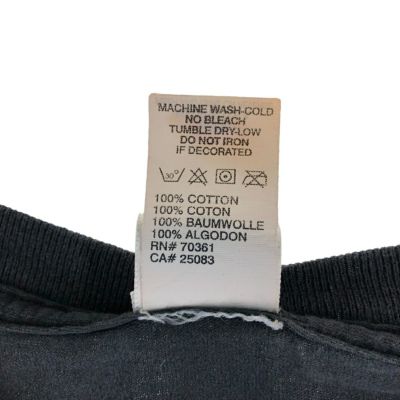 MACHINE WASH-COLD
NO BLEACH
TUMBLE DRY-LOW
DO NOT IRON
IF DECORATED
30°
100% COTTON
100% COTON
100% BAUMWOLLE
100% ALGODON
RN# 70361
CA# 25083